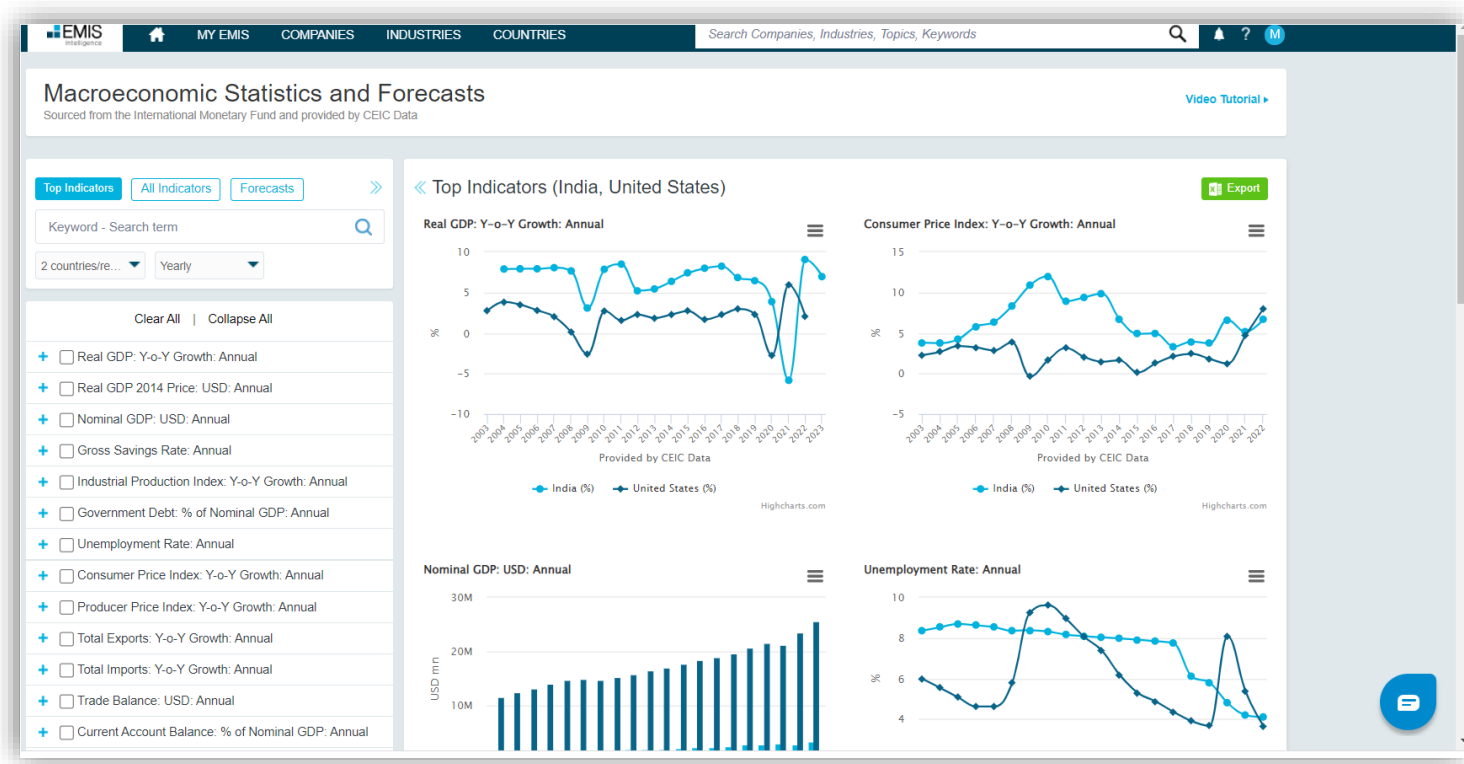 EMIS
Intelligence
MY EMIS
COMPANIES
INDUSTRIES
COUNTRIES
Search Companies, Industries, Topics, Keywords
?
M
Macroeconomic Statistics and Forecasts
Sourced from the International Monetary Fund and provided by CEIC Data
Video Tutorial
Top Indicators
All Indicators
Forecasts
Keyword - Search term
2 countries/re...
Yearly
Clear All | Collapse All
Real GDP: Y-o-Y Growth: Annual
Real GDP 2014 Price: USD: Annual
Nominal GDP: USD: Annual
Gross Savings Rate: Annual
Industrial Production Index: Y-o-Y Growth: Annual
Government Debt: % of Nominal GDP: Annual
Unemployment Rate: Annual
Consumer Price Index: Y-o-Y Growth: Annual
Producer Price Index: Y-o-Y Growth: Annual
Total Exports: Y-o-Y Growth: Annual
Total Imports: Y-o-Y Growth: Annual
Trade Balance: USD: Annual
Current Account Balance: % of Nominal GDP: Annual
Top Indicators (India, United States)
Export
Real GDP: Y-o-Y Growth: Annual
10
5
0
-5
-10
%
2003 2004 2005 2006 2007 2008 2009 2010 2011 2012 2013 2014 2015 2016 2017 2018 2019 2020 2021 2022 2023
Provided by CEIC Data
India (%) United States (%)
Highcharts.com
Consumer Price Index: Y-o-Y Growth: Annual
15
10
5
0
-5
%
2003 2004 2005 2006 2007 2008 2009 2010 2011 2012 2013 2014 2015 2016 2017 2018 2019 2020 2021 2022
Provided by CEIC Data
India (%) United States (%)
Highcharts.com
Nominal GDP: USD: Annual
30M
20M
10M
USD mn
Unemployment Rate: Annual
10
8
6
4
%